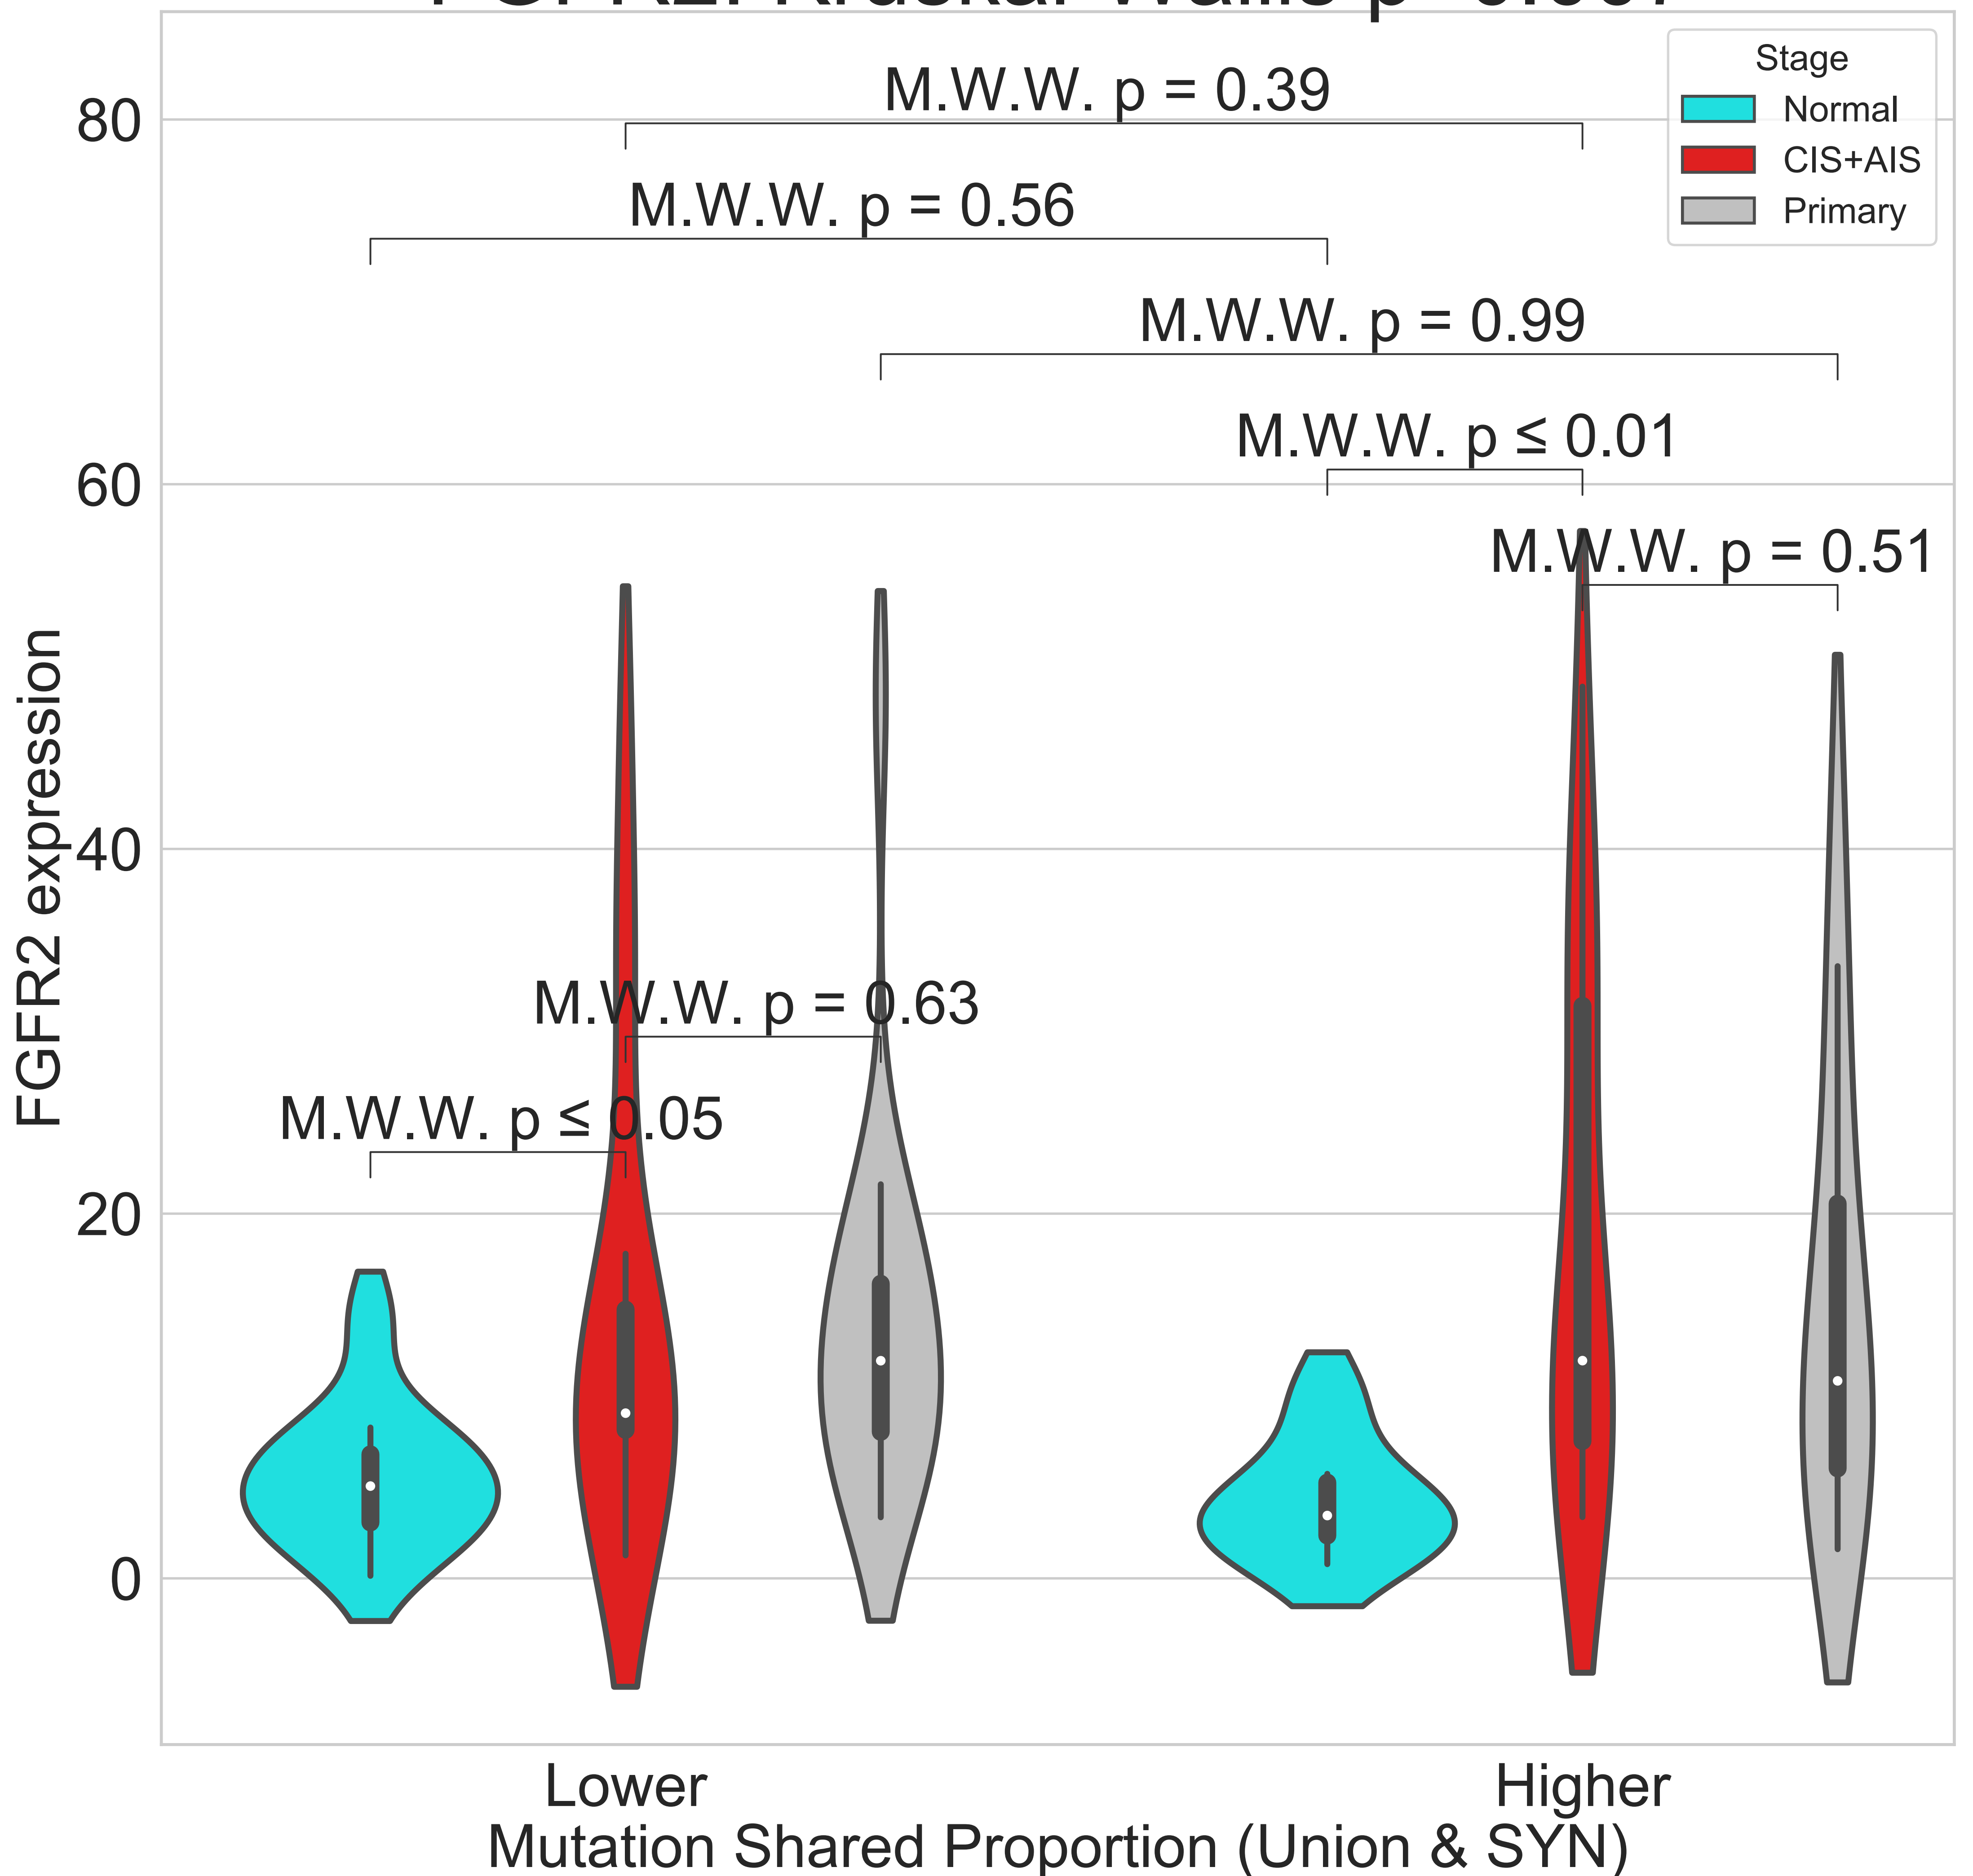 Stage
Normal
CIS+AIS
Primary
M.W.W. p = 0.39
M.W.W. p = 0.56
M.W.W. p = 0.99
M.W.W. p ≤ 0.01
M.W.W. p = 0.51
M.W.W. p = 0.63
M.W.W. p ≤ 0.05
80
60
40
20
0
FGFR2 expression
Lower
Higher
Mutation Shared Proportion (Union & SYN)